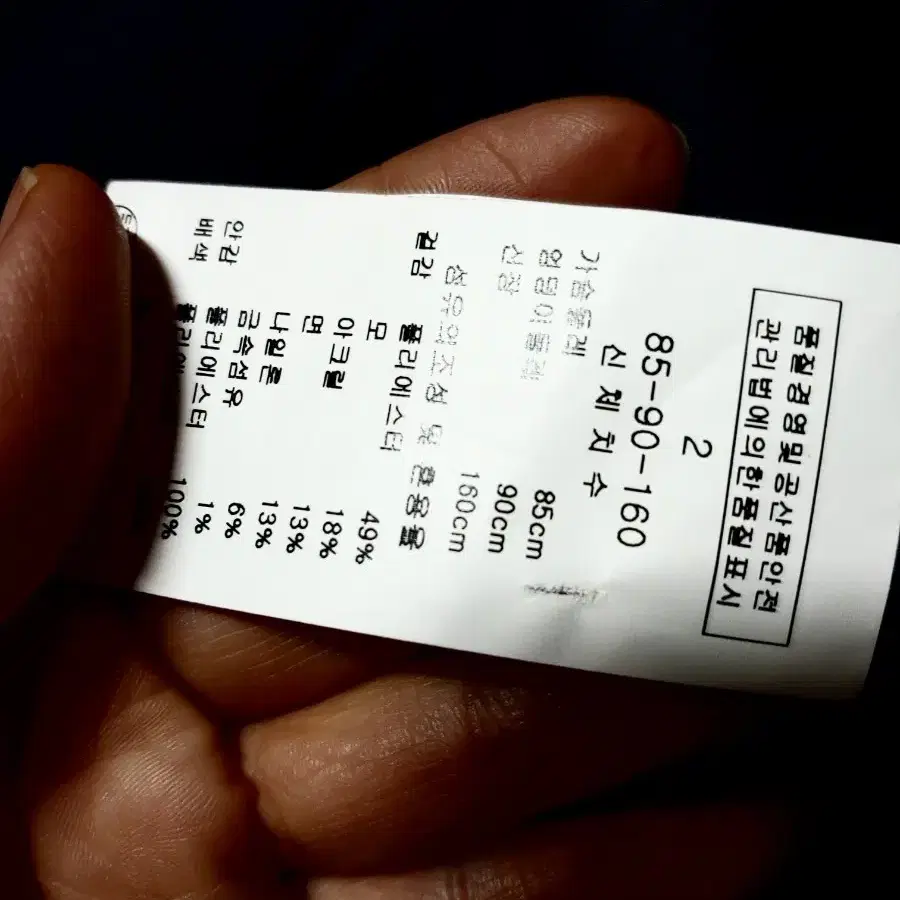 품질경영및공산품안전
관리법에의한품질표시
2
85-90-160
신 체 치 수
가슴둘레 85cm
엉덩이둘레 90cm
신장 160cm
섬유의조성 및 혼용율
겉감 폴리에스터 49%
모 18%
아크릴 13%
면 13%
나일론 6%
금속섬유 1%
안감 폴리에스터 100%
배색